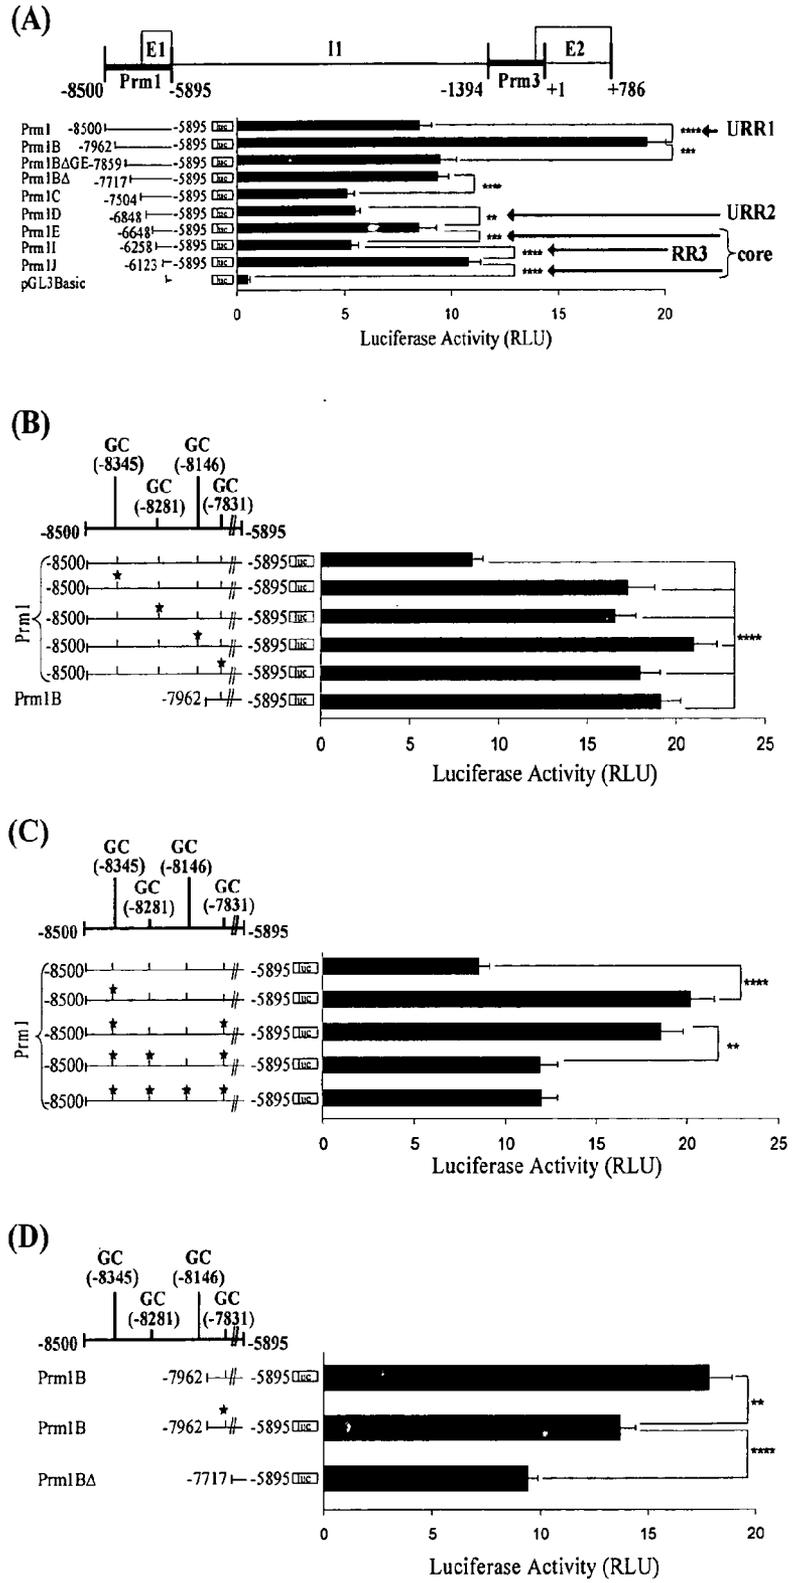 (A)
E1 I1 E2
Prm1 Prm3
-8500 -5895 -1394 +1 +786
Prm1 -8500 -5895 luc **** URR1
Prm1B -7962 -5895 luc ***
Prm1BΔGE -7859 -5895 luc
Prm1BΔ -7717 -5895 luc ****
Prm1C -7504 -5895 luc
Prm1D -6848 -5895 luc ** URR2
Prm1E -6648 -5895 luc ***
Prm1I -6258 -5895 luc **** RR3 core
Prm1J -6123 -5895 luc ****
pGL3Basic luc
0 5 10 15 20
Luciferase Activity (RLU)
(B)
GC GC
(-8345) (-8146)
GC GC
(-8281) (-7831)
-8500 -5895
Prm1
-8500 -5895 luc
-8500 -5895 luc
-8500 -5895 luc
-8500 -5895 luc ****
-8500 -5895 luc
Prm1B -7962 -5895 luc
0 5 10 15 20 25
Luciferase Activity (RLU)
(C)
GC GC
(-8345) (-8146)
GC GC
(-8281) (-7831)
-8500 -5895
Prm1
-8500 -5895 luc ****
-8500 -5895 luc
-8500 -5895 luc **
-8500 -5895 luc
-8500 -5895 luc
0 5 10 15 20 25
Luciferase Activity (RLU)
(D)
GC GC
(-8345) (-8146)
GC GC
(-8281) (-7831)
-8500 -5895
Prm1B -7962 -5895 luc
**
Prm1B -7962 -5895 luc
****
Prm1BΔ -7717 -5895 luc
0 5 10 15 20
Luciferase Activity (RLU)